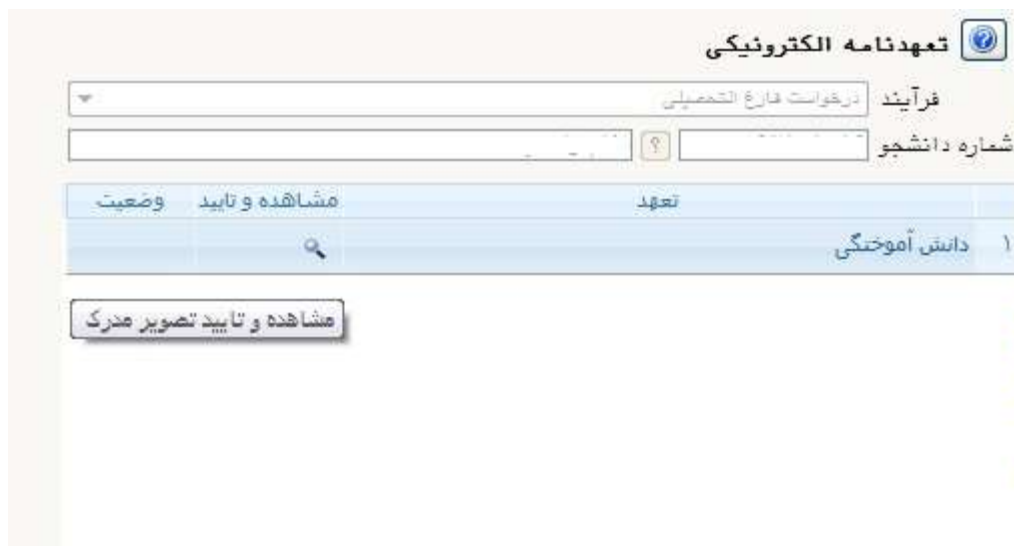 تعهدنامه الکترونیکی
فرآیند درخواست فارغ التحصیلی
شماره دانشجو ؟
تعهد مشاهده و تایید وضعیت
۱ دانش آموختگی
مشاهده و تایید تصویر مدرک